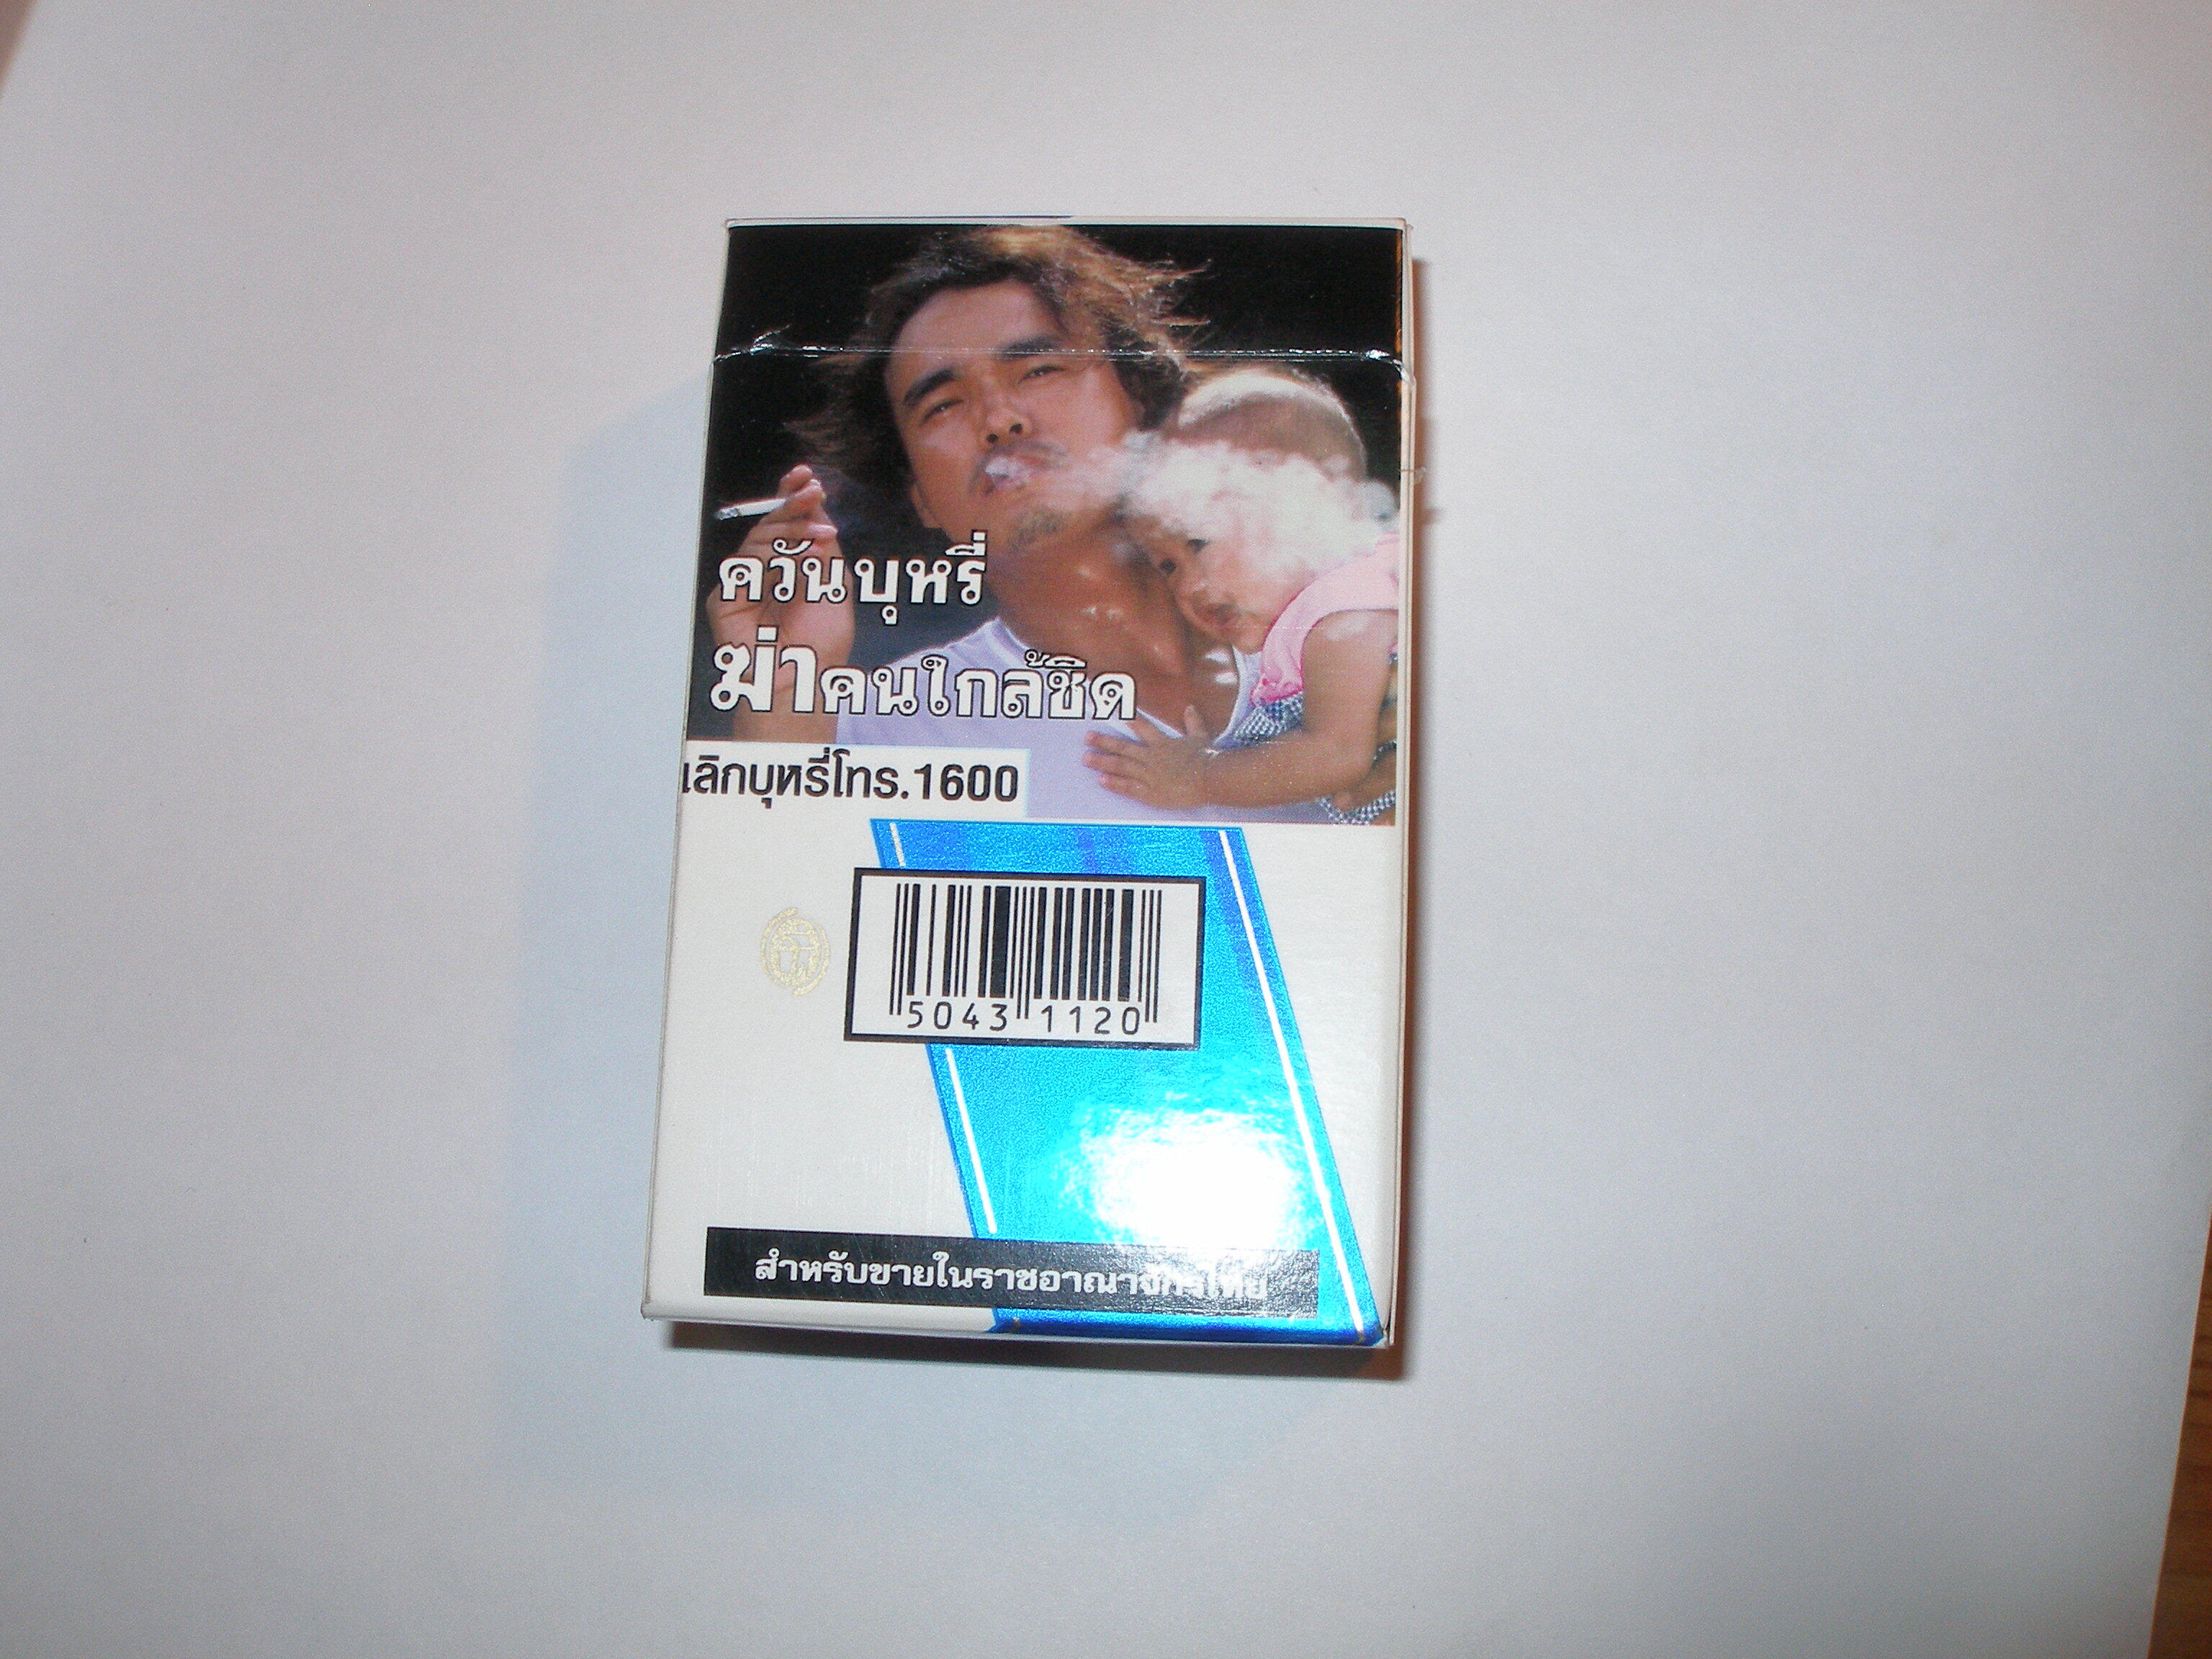 ควันบุหรี่
ฆ่าคนใกล้ชิด
เลิกบุหรี่โทร.1600
5043 1120
สำหรับขายในราชอาณาจักรไทย